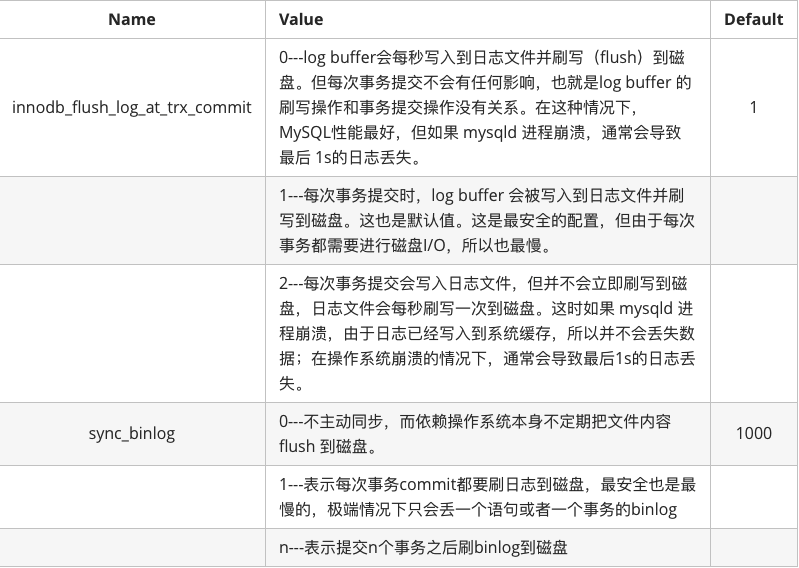 Name Value Default
0---log buffer会每秒写入到日志文件并刷写（flush）到磁
盘。但每次事务提交不会有任何影响，也就是log buffer 的
innodb_flush_log_at_trx_commit 刷写操作和事务提交操作没有关系。在这种情况下， 1
MySQL性能最好，但如果 mysqld 进程崩溃，通常会导致
最后 1s的日志丢失。
1---每次事务提交时，log buffer 会被写入到日志文件并刷
写到磁盘。这也是默认值。这是最安全的配置，但由于每次
事务都需要进行磁盘I/O，所以也最慢。
2---每次事务提交会写入日志文件，但并不会立即刷写到磁
盘，日志文件会每秒刷写一次到磁盘。这时如果 mysqld 进
程崩溃，由于日志已经写入到系统缓存，所以并不会丢失数
据；在操作系统崩溃的情况下，通常会导致最后1s的日志丢
失。
sync_binlog 0---不主动同步，而依赖操作系统本身不定期把文件内容 1000
flush 到磁盘。
1---表示每次事务commit都要刷日志到磁盘，最安全也是最
慢的，极端情况下只会丢一个语句或者一个事务的binlog
n---表示提交n个事务之后刷binlog到磁盘